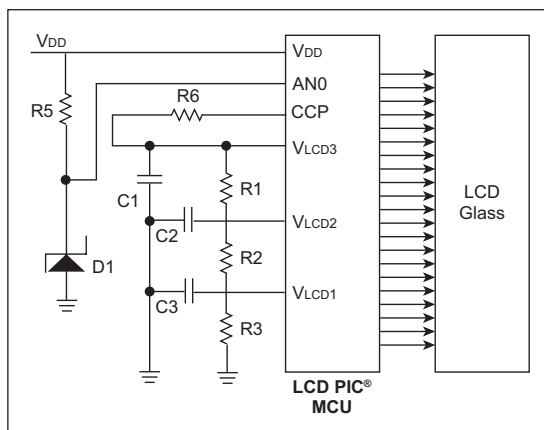 VDD
VDD
AN0
R6
R5
CCP
VLCD3
R1
C1
LCD
Glass
C2
VLCD2
R2
D1
C3
VLCD1
R3
LCD PIC®
MCU